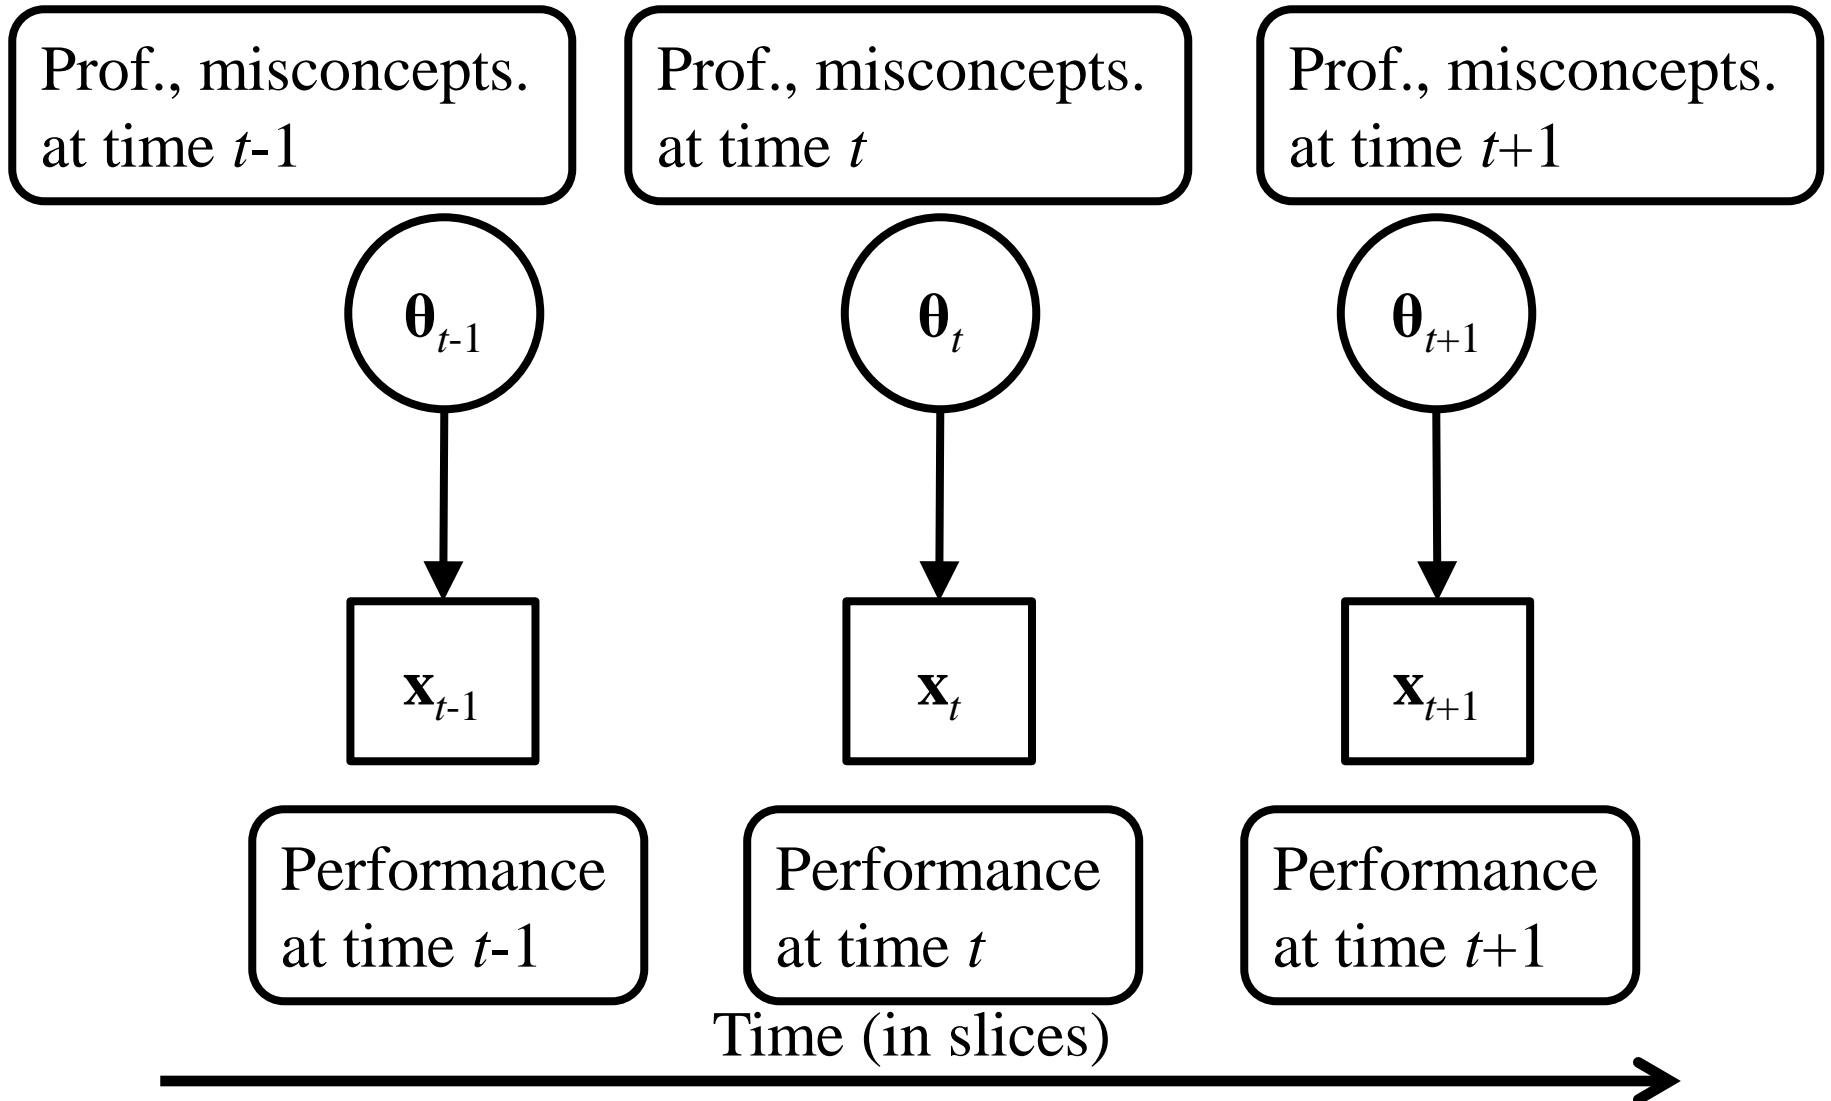 Prof., misconcepts.
at time t-1
Prof., misconcepts.
at time t
Prof., misconcepts.
at time t+1
θt-1
θt
θt+1
xt-1
xt
xt+1
Performance
at time t-1
Performance
at time t
Performance
at time t+1
Time (in slices)